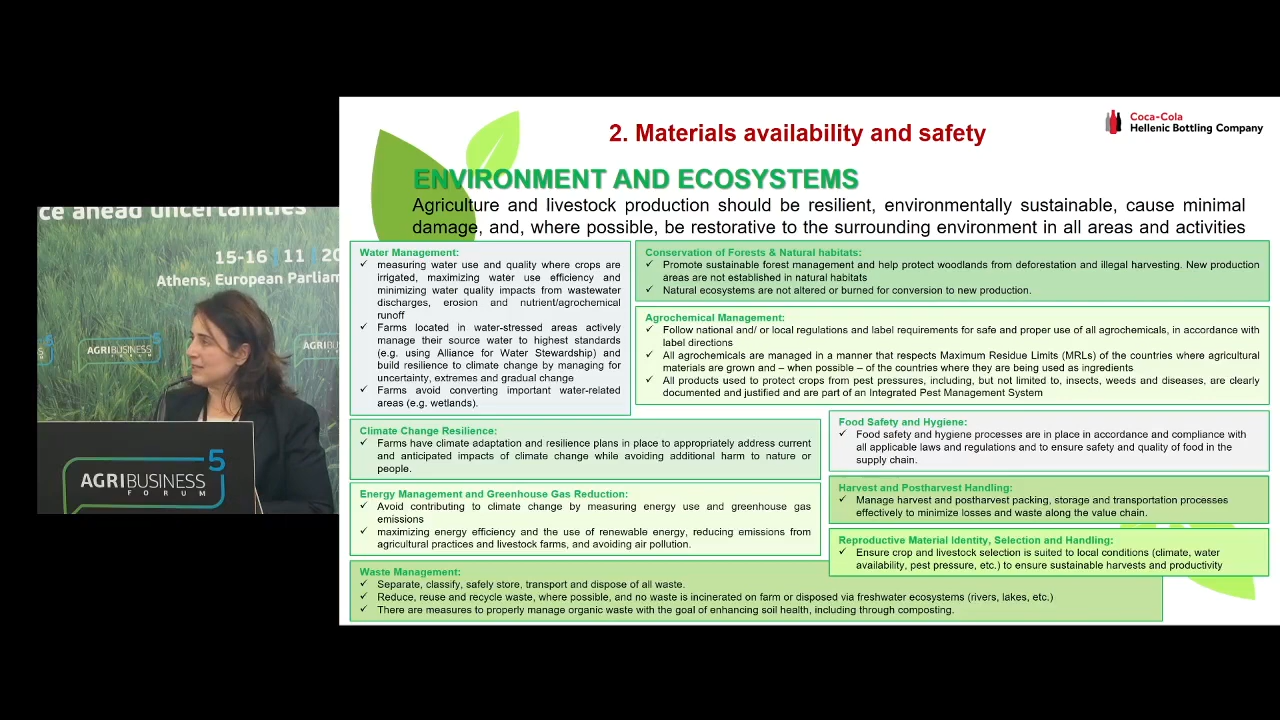 ce ahead uncertainties
15-16 11 20
Athens, European Parliam
AGRIBUSINESS
FORUM
AGRIBUSINESS 5
FORUM
2. Materials availability and safety
Coca-Cola
Hellenic Bottling Company
ENVIRONMENT AND ECOSYSTEMS
Agriculture and livestock production should be resilient, environmentally sustainable, cause minimal
damage, and, where possible, be restorative to the surrounding environment in all areas and activities
Water Management:
✓ measuring water use and quality where crops are
irrigated, maximizing water use efficiency and
minimizing water quality impacts from wastewater
discharges, erosion and nutrient/agrochemical
runoff
✓ Farms located in water-stressed areas actively
manage their source water to highest standards
(e.g. using Alliance for Water Stewardship) and
build resilience to climate change by managing for
uncertainty, extremes and gradual change
✓ Farms avoid converting important water-related
areas (e.g. wetlands).
Conservation of Forests & Natural habitats:
✓ Promote sustainable forest management and help protect woodlands from deforestation and illegal harvesting. New production
areas are not established in natural habitats
✓ Natural ecosystems are not altered or burned for conversion to new production.
Agrochemical Management:
✓ Follow national and/ or local regulations and label requirements for safe and proper use of all agrochemicals, in accordance with
label directions
✓ All agrochemicals are managed in a manner that respects Maximum Residue Limits (MRLs) of the countries where agricultural
materials are grown and – when possible – of the countries where they are being used as ingredients
✓ All products used to protect crops from pest pressures, including, but not limited to, insects, weeds and diseases, are clearly
documented and justified and are part of an Integrated Pest Management System
Climate Change Resilience:
✓ Farms have climate adaptation and resilience plans in place to appropriately address current
and anticipated impacts of climate change while avoiding additional harm to nature or
people.
Food Safety and Hygiene:
✓ Food safety and hygiene processes are in place in accordance and compliance with
all applicable laws and regulations and to ensure safety and quality of food in the
supply chain.
Energy Management and Greenhouse Gas Reduction:
✓ Avoid contributing to climate change by measuring energy use and greenhouse gas
emissions
✓ maximizing energy efficiency and the use of renewable energy, reducing emissions from
agricultural practices and livestock farms, and avoiding air pollution.
Harvest and Postharvest Handling:
✓ Manage harvest and postharvest packing, storage and transportation processes
effectively to minimize losses and waste along the value chain.
Reproductive Material Identity, Selection and Handling:
✓ Ensure crop and livestock selection is suited to local conditions (climate, water
availability, pest pressure, etc.) to ensure sustainable harvests and productivity
Waste Management:
✓ Separate, classify, safely store, transport and dispose of all waste.
✓ Reduce, reuse and recycle waste, where possible, and no waste is incinerated on farm or disposed via freshwater ecosystems (rivers, lakes, etc.)
✓ There are measures to properly manage organic waste with the goal of enhancing soil health, including through composting.